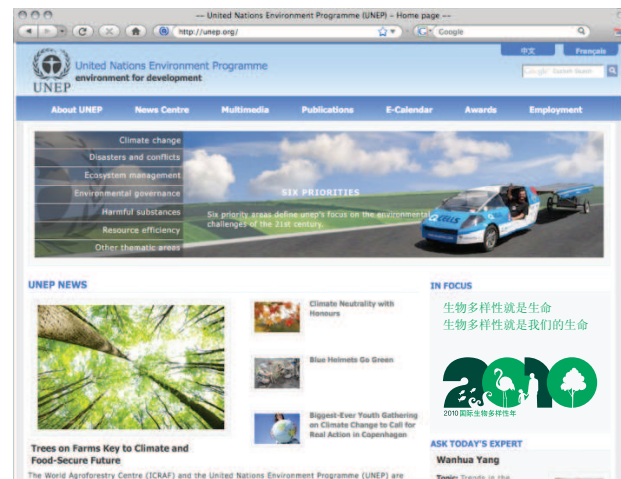 --- United Nations Environment Programme (UNEP) - Home page ---
http://unep.org/
Google
中文 Français
UNEP
United Nations Environment Programme
environment for development
About UNEP News Centre Multimedia Publications E-Calendar Awards Employment
Climate change
Disasters and conflicts
Ecosystem management
Environmental governance
Harmful substances
Resource efficiency
Other thematic areas
SIX PRIORITIES
Six priority areas define unep's focus on the environmental
challenges of the 21st century.
UNEP NEWS
Climate Neutrality with
Honours
Blue Helmets Go Green
Biggest-Ever Youth Gathering
on Climate Change to Call for
Real Action in Copenhagen
Trees on Farms Key to Climate and
Food-Secure Future
The World Agroforestry Centre (ICRAF) and the United Nations Environment Programme (UNEP) are
IN FOCUS
生物多样性就是生命
生物多样性就是我们的生命
2010
2010国际生物多样性年
ASK TODAY'S EXPERT
Wanhua Yang
Topic: Trends in the